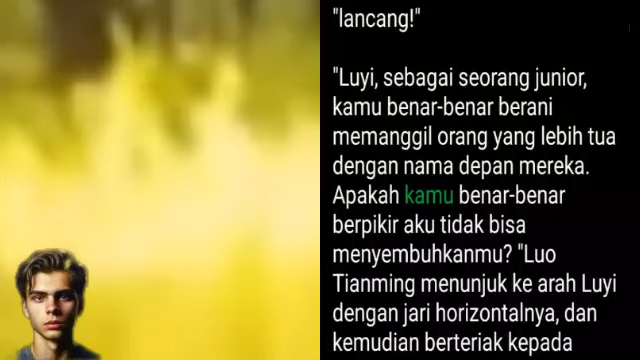 "lancang!"
"Luyi, sebagai seorang junior,
kamu benar-benar berani
memanggil orang yang lebih tua
dengan nama depan mereka.
Apakah kamu benar-benar
berpikir aku tidak bisa
menyembuhkanmu? "Luo
Tianming menunjuk ke arah Luyi
dengan jari horizontalnya, dan
kemudian berteriak kepada